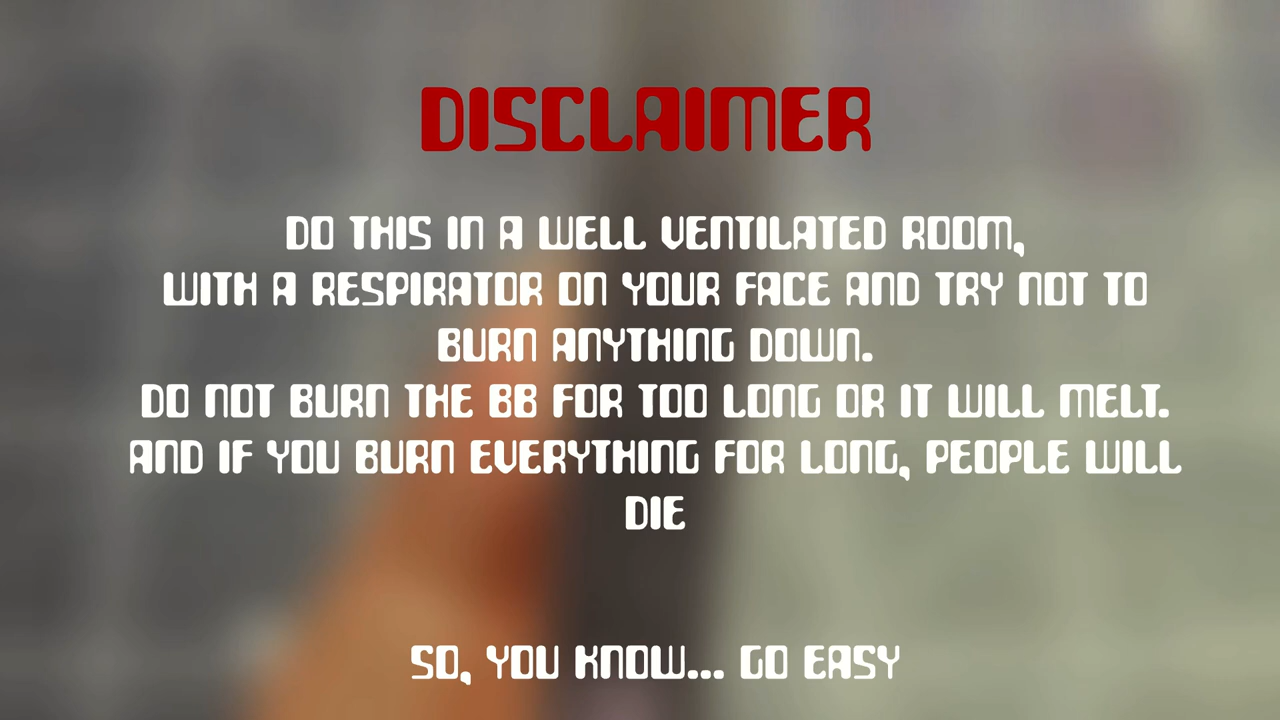 DISCLAIMER
DO THIS IN A WELL VENTILATED ROOM,
WITH A RESPIRATOR ON YOUR FACE AND TRY NOT TO
BURN ANYTHING DOWN.
DO NOT BURN THE BB FOR TOO LONG OR IT WILL MELT.
AND IF YOU BURN EVERYTHING FOR LONG, PEOPLE WILL
DIE
SO, YOU KNOW... GO EASY